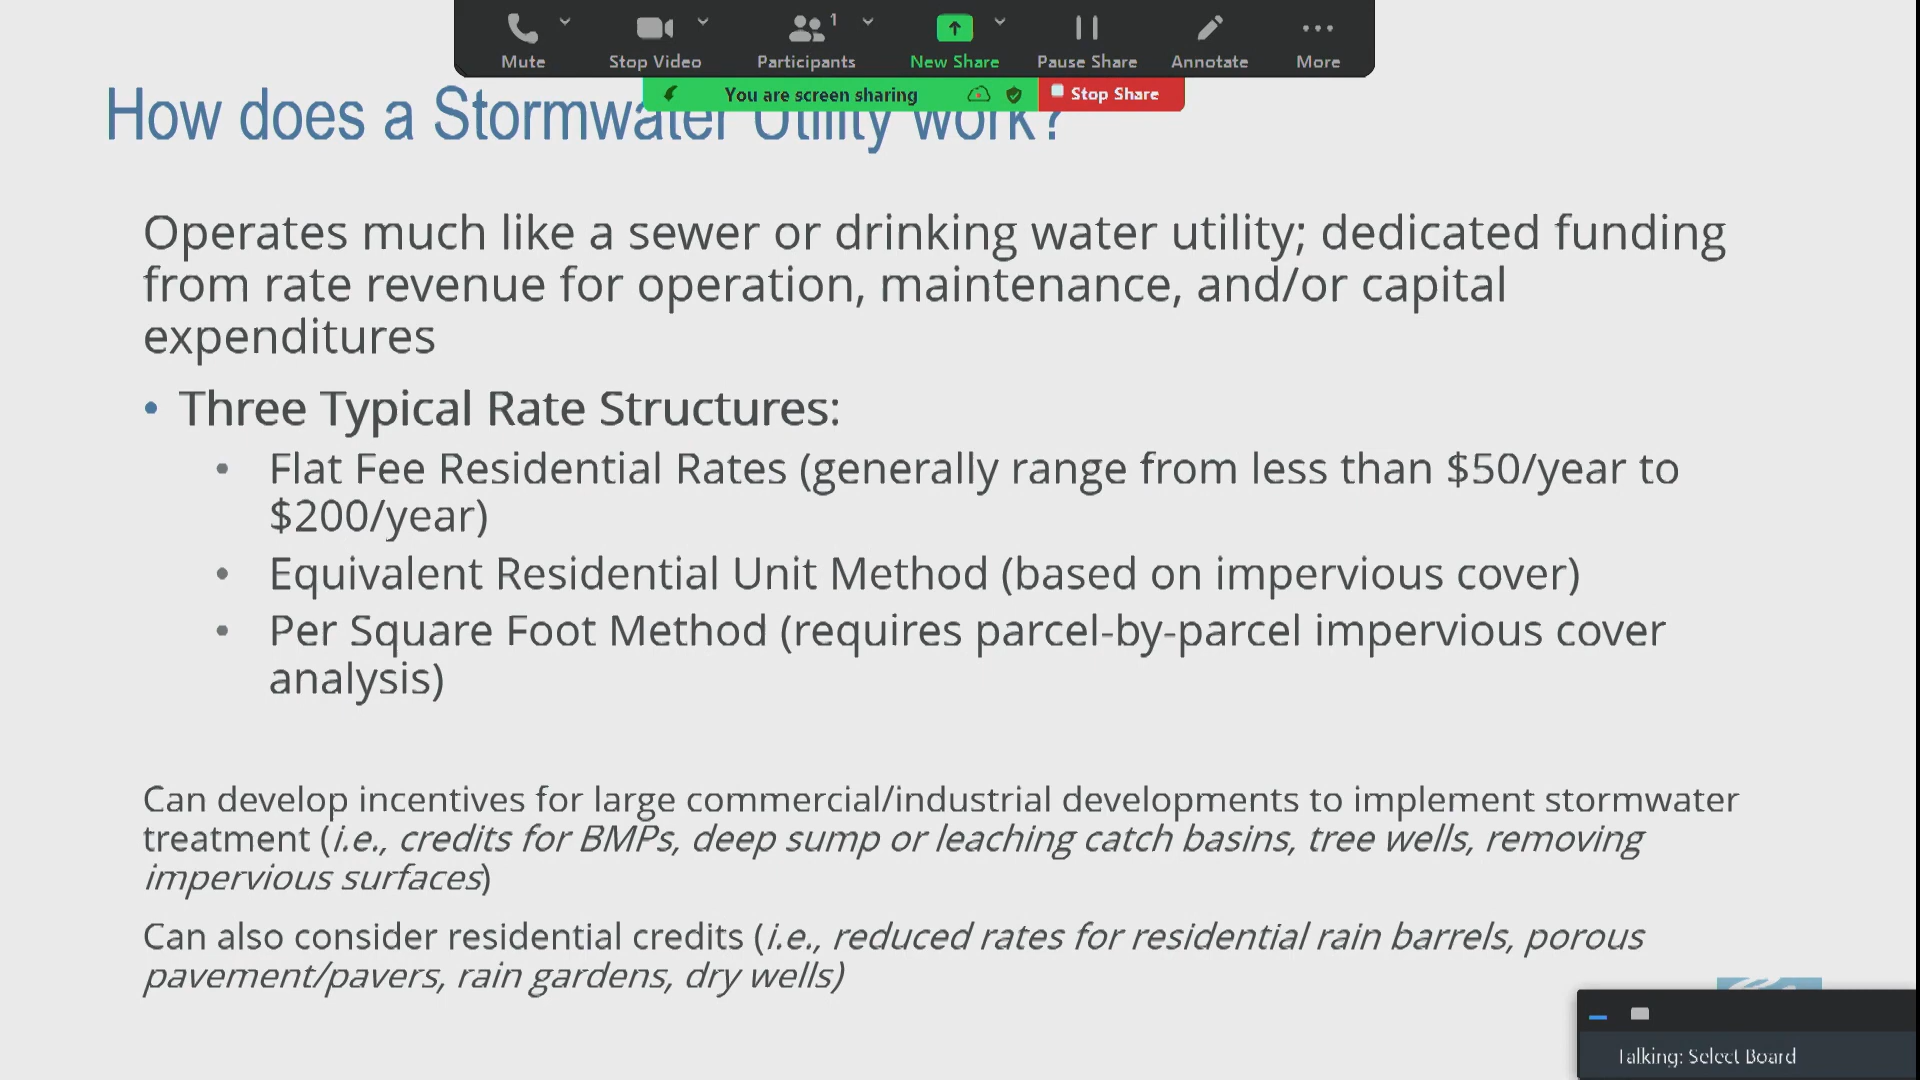 Mute
Stop Video
1
Participants
New Share
Pause Share
Annotate
More
You are screen sharing
Stop Share
How does a Stormwater Utility work?
Operates much like a sewer or drinking water utility; dedicated funding
from rate revenue for operation, maintenance, and/or capital
expenditures
• Three Typical Rate Structures:
• Flat Fee Residential Rates (generally range from less than $50/year to
$200/year)
• Equivalent Residential Unit Method (based on impervious cover)
• Per Square Foot Method (requires parcel-by-parcel impervious cover
analysis)
Can develop incentives for large commercial/industrial developments to implement stormwater
treatment (i.e., credits for BMPs, deep sump or leaching catch basins, tree wells, removing
impervious surfaces)
Can also consider residential credits (i.e., reduced rates for residential rain barrels, porous
pavement/pavers, rain gardens, dry wells)
Talking: Select Board